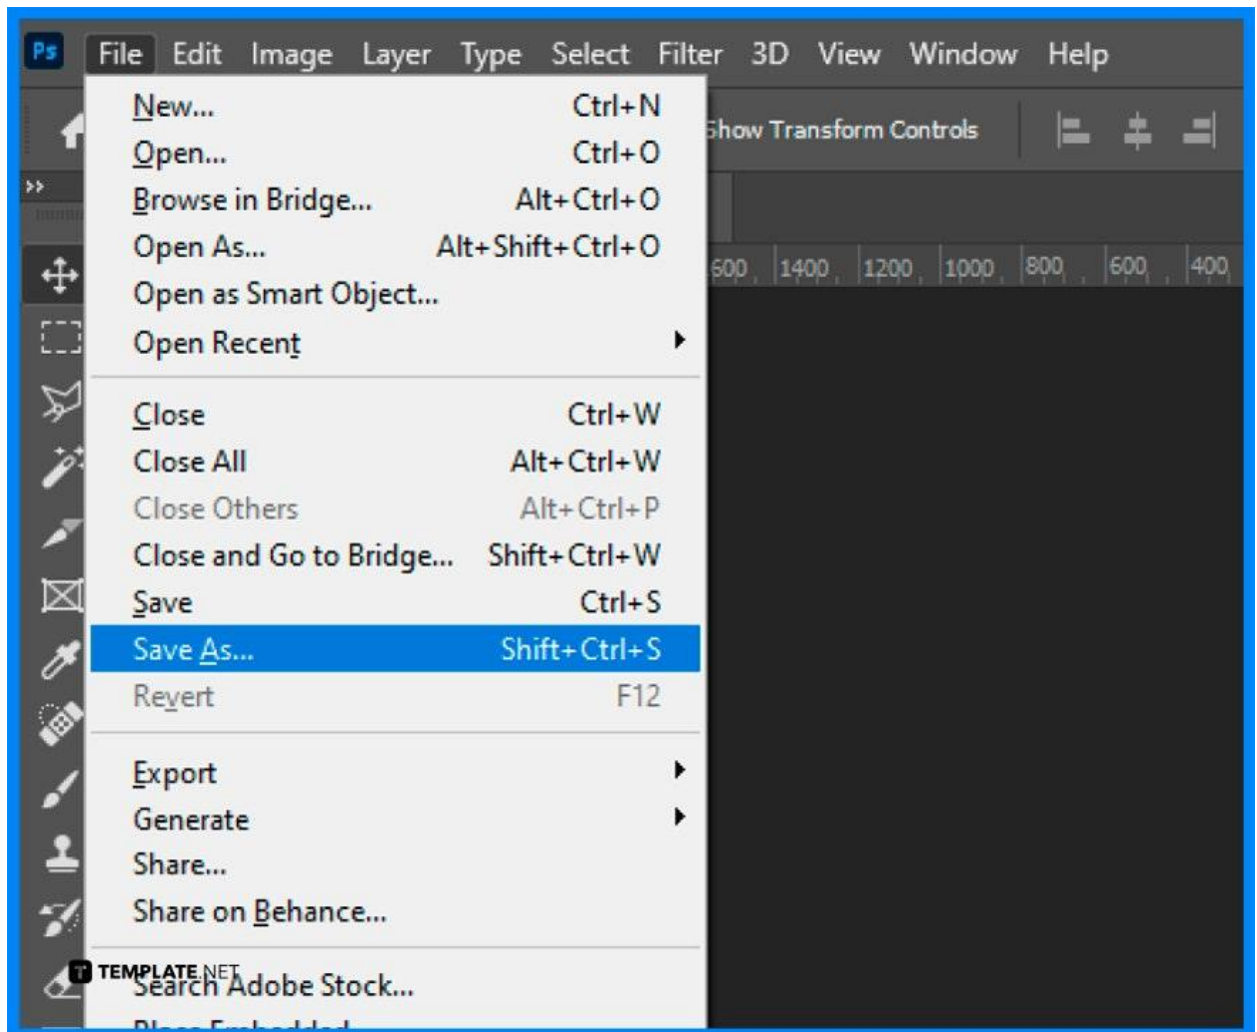 Ps File Edit Image Layer Type Select Filter 3D View Window Help
New... Ctrl+N
Show Transform Controls
Open... Ctrl+O
Browse in Bridge... Alt+Ctrl+O
Open As... Alt+Shift+Ctrl+O
600 1400 1200 1000 800 600 400
Open as Smart Object...
Open Recent
Close Ctrl+W
Close All Alt+Ctrl+W
Close Others Alt+Ctrl+P
Close and Go to Bridge... Shift+Ctrl+W
Save Ctrl+S
Save As... Shift+Ctrl+S
Revert F12
Export
Generate
Share...
Share on Behance...
T TEMPLATE.NET
Search Adobe Stock...